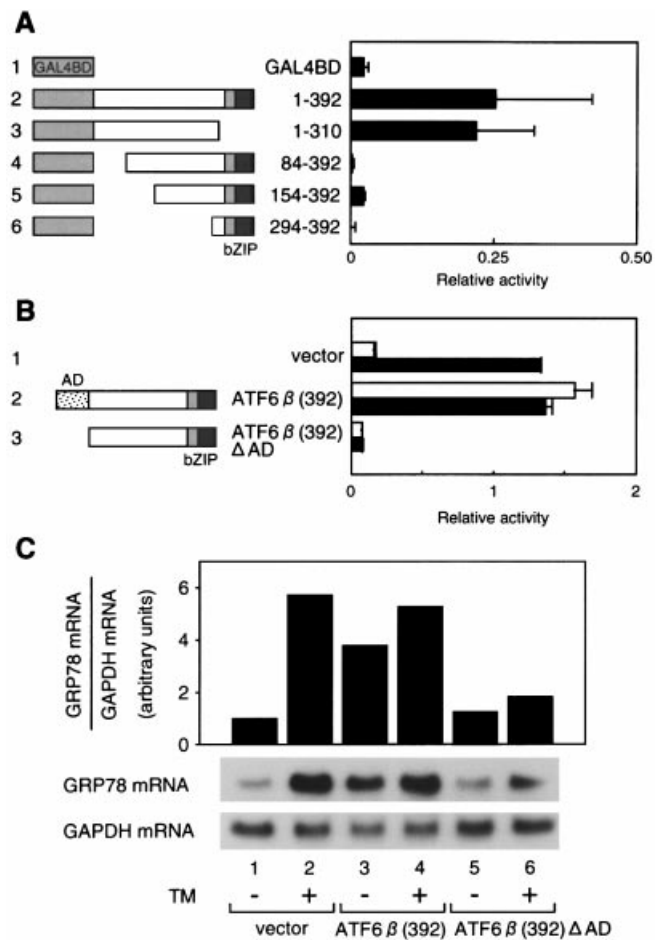 A
1 GAL4BD GAL4BD
2 1-392
3 1-310
4 84-392
5 154-392
6 294-392
bZIP
0 0.25 0.50
Relative activity
B
1 vector
AD
2 ATF6 β (392)
3 ATF6 β (392)
Δ AD
bZIP
0 1 2
Relative activity
C
GRP78 mRNA
GAPDH mRNA
(arbitrary units)
6
4
2
0
GRP78 mRNA
GAPDH mRNA
1 2 3 4 5 6
TM - + - + - +
vector ATF6 β (392) ATF6 β (392) Δ AD